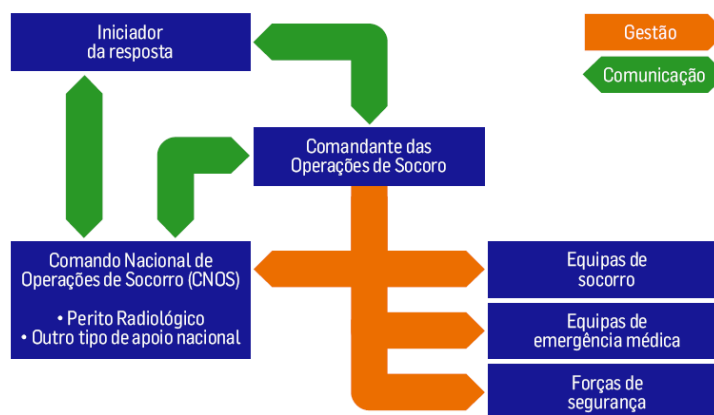 Iniciador
da resposta
Gestão
Comunicação
Comandante das
Operações de Socoro
Comando Nacional de
Operações de Socorro (CNOS)
• Perito Radiológico
• Outro tipo de apoio nacional
Equipas de
socorro
Equipas de
emergência médica
Forças de
segurança